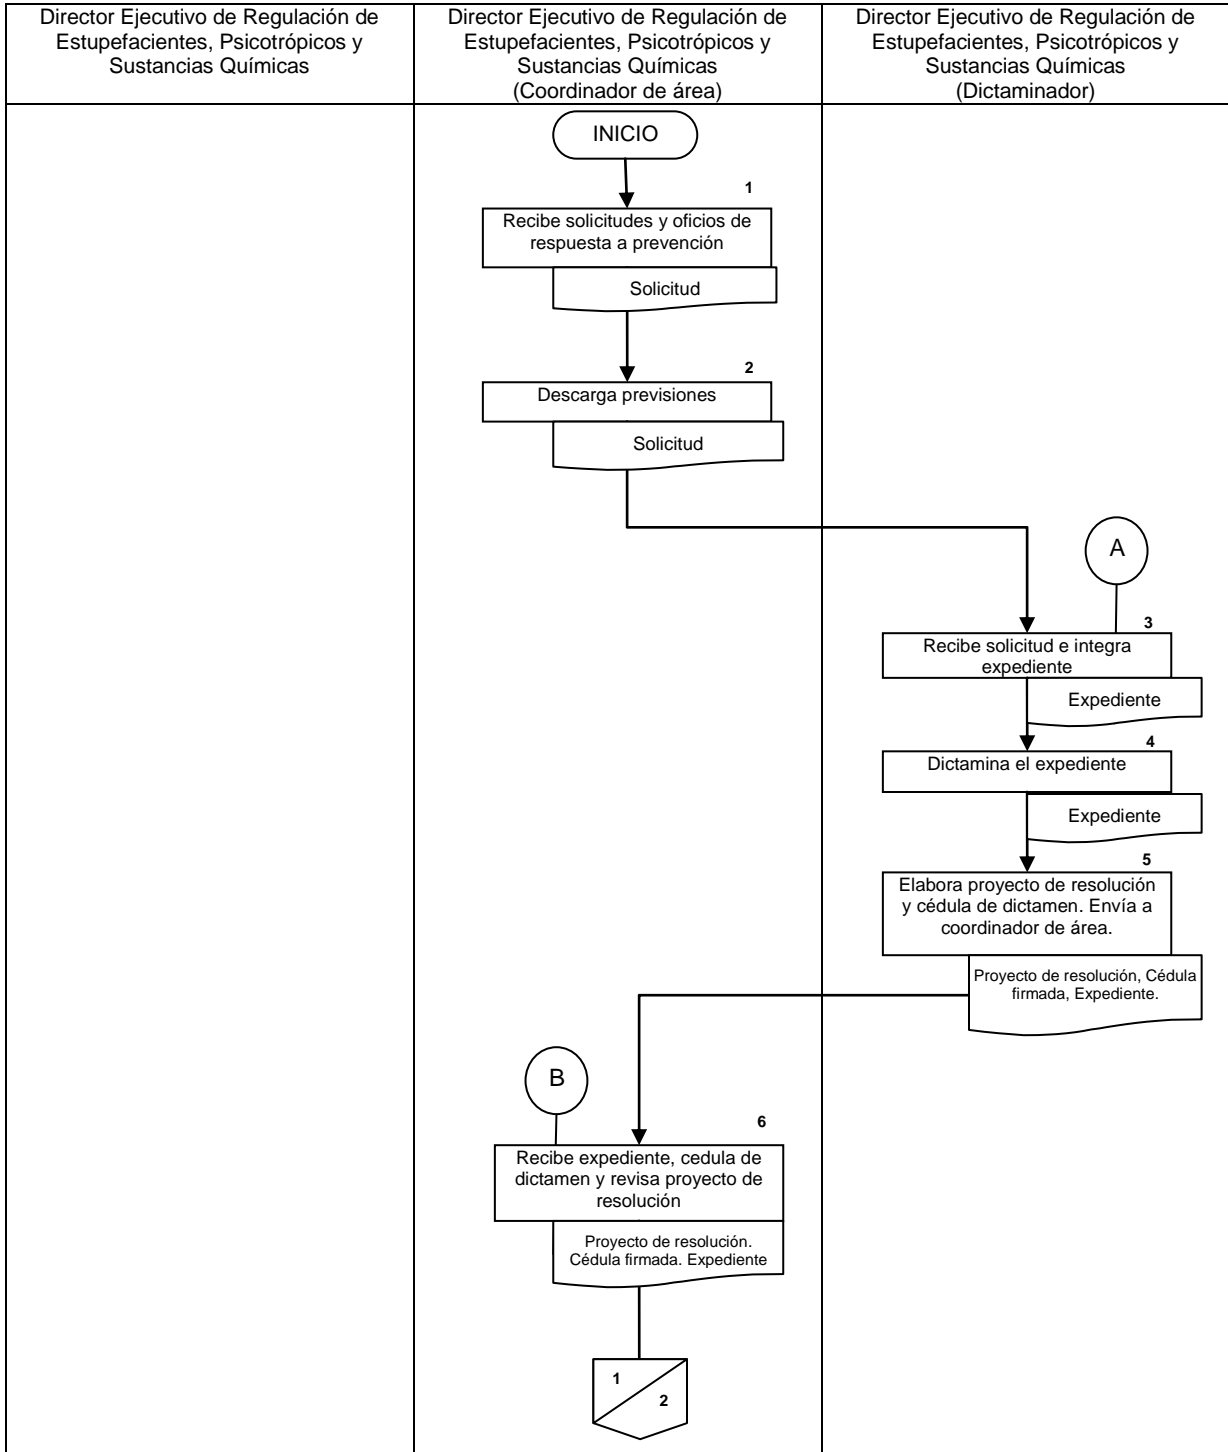 Director Ejecutivo de Regulación de
Estupefacientes, Psicotrópicos y
Sustancias Químicas
Director Ejecutivo de Regulación de
Estupefacientes, Psicotrópicos y
Sustancias Químicas
(Coordinador de área)
Director Ejecutivo de Regulación de
Estupefacientes, Psicotrópicos y
Sustancias Químicas
(Dictaminador)
INICIO
1
Recibe solicitudes y oficios de
respuesta a prevención
Solicitud
2
Descarga previsiones
Solicitud
A
3
Recibe solicitud e integra
expediente
Expediente
4
Dictamina el expediente
Expediente
5
Elabora proyecto de resolución
y cédula de dictamen. Envía a
coordinador de área.
Proyecto de resolución, Cédula
firmada, Expediente.
B
6
Recibe expediente, cedula de
dictamen y revisa proyecto de
resolución
Proyecto de resolución.
Cédula firmada. Expediente
1
2